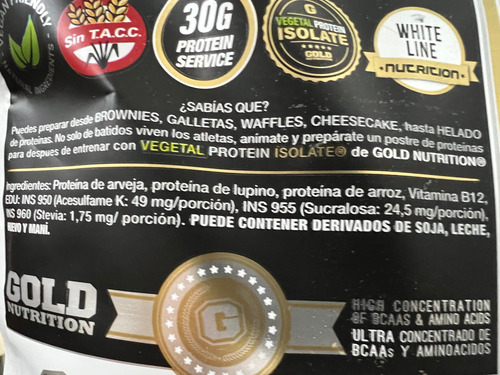 Sin T.A.C.C.
30G
PROTEIN
SERVICE
VEGETAL PROTEIN
ISOLATE
GOLD
WHITE
LINE
NUTRITION
¿SABÍAS QUE?
Puedes preparar desde BROWNIES, GALLETAS, WAFFLES, CHEESECAKE, hasta HELADO
de proteínas. No solo de batidos viven los atletas, animate y prepárate un postre de proteínas
para despues de entrenar con VEGETAL PROTEIN ISOLATE® de GOLD NUTRITION®
Ingredientes: Proteína de arveja, proteína de lupino, proteína de arroz, Vitamina B12,
EDU: INS 950 (Acesulfame K: 49 mg/porción), INS 955 (Sucralosa: 24,5 mg/porción),
INS 960 (Stevia: 1,75 mg/ porción). PUEDE CONTENER DERIVADOS DE SOJA, LECHE,
HUEVO Y MANÍ.
GOLD
NUTRITION
G
HIGH CONCENTRATION
OF BCAAS & AMINO ACIDS
ULTRA CONCENTRADO DE
BCAAs Y AMINOACIDOS